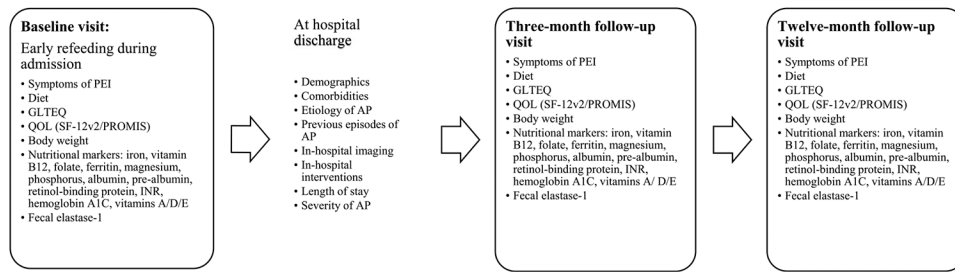 Baseline visit:
Early refeeding during
admission
• Symptoms of PEI
• Diet
• GLTEQ
• QOL (SF-12v2/PROMIS)
• Body weight
• Nutritional markers: iron, vitamin
B12, folate, ferritin, magnesium,
phosphorus, albumin, pre-albumin,
retinol-binding protein, INR,
hemoglobin A1C, vitamins A/D/E
• Fecal elastase-1
At hospital
discharge
• Demographics
• Comorbidities
• Etiology of AP
• Previous episodes of
AP
• In-hospital imaging
• In-hospital
interventions
• Length of stay
• Severity of AP
Three-month follow-up
visit
• Symptoms of PEI
• Diet
• GLTEQ
• QOL (SF-12v2/PROMIS)
• Body weight
• Nutritional markers: iron, vitamin
B12, folate, ferritin, magnesium,
phosphorus, albumin, pre-albumin,
retinol-binding protein, INR,
hemoglobin A1C, vitamins A/ D/E
• Fecal elastase-1
Twelve-month follow-up
visit
• Symptoms of PEI
• Diet
• GLTEQ
• QOL (SF-12v2/PROMIS)
• Body weight
• Nutritional markers: iron, vitamin
B12, folate, ferritin, magnesium,
phosphorus, albumin, pre-albumin,
retinol-binding protein, INR,
hemoglobin A1C, vitamins A/D/E
• Fecal elastase-1